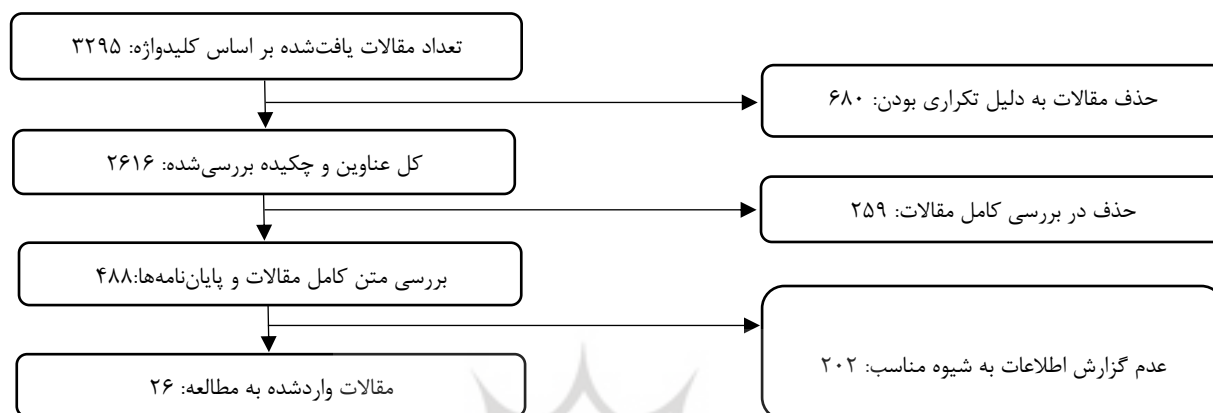 تعداد مقالات یافت‌شده بر اساس کلیدواژه: ۳۲۹۵
حذف مقالات به دلیل تکراری بودن: ۶۸۰
کل عناوین و چکیده بررسی‌شده: ۲۶۱۶
حذف در بررسی کامل مقالات: ۲۵۹
بررسی متن کامل مقالات و پایان‌نامه‌ها:۴۸۸
عدم گزارش اطلاعات به شیوه مناسب: ۲۰۲
مقالات واردشده به مطالعه: ۲۶